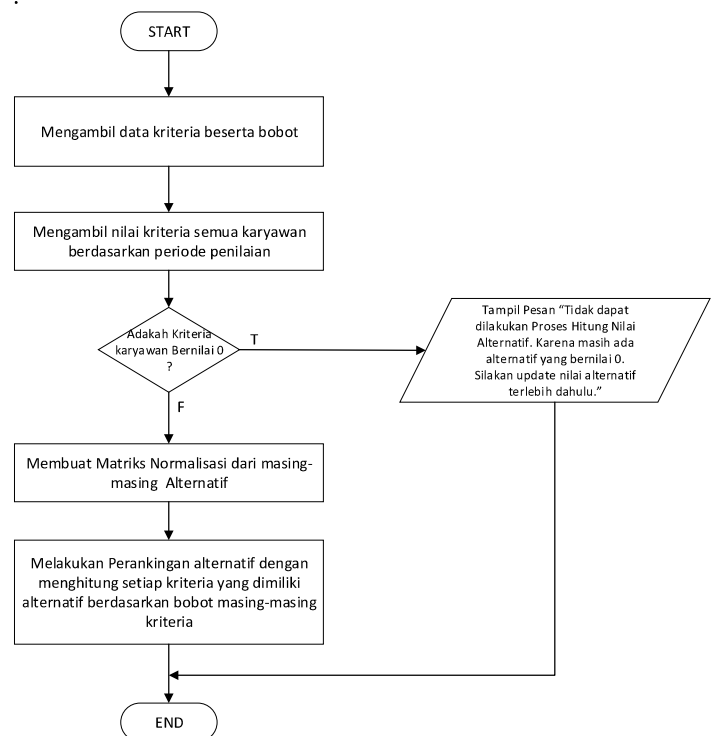 START
Mengambil data kriteria beserta bobot
Mengambil nilai kriteria semua karyawan
berdasarkan periode penilaian
Adakah Kriteria
karyawan Bernilai 0
?
T
Tampil Pesan “Tidak dapat
dilakukan Proses Hitung Nilai
Alternatif. Karena masih ada
alternatif yang bernilai 0.
Silakan update nilai alternatif
terlebih dahulu.”
F
Membuat Matriks Normalisasi dari masing-
masing Alternatif
Melakukan Perankingan alternatif dengan
menghitung setiap kriteria yang dimiliki
alternatif berdasarkan bobot masing-masing
kriteria
END